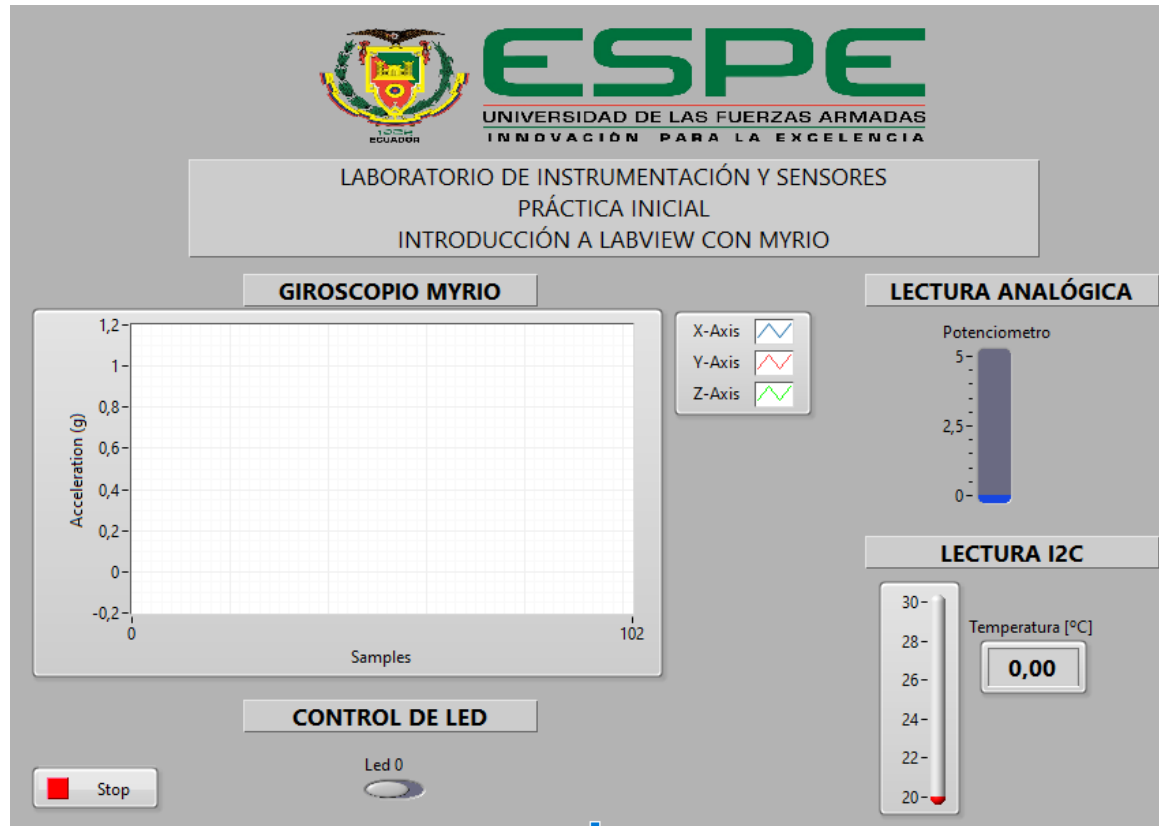 ESPE
UNIVERSIDAD DE LAS FUERZAS ARMADAS
INNOVACIÓN PARA LA EXCELENCIA
ECUADOR
LABORATORIO DE INSTRUMENTACIÓN Y SENSORES
PRÁCTICA INICIAL
INTRODUCCIÓN A LABVIEW CON MYRIO
GIROSCOPIO MYRIO
1,2
1
0,8
0,6
0,4
0,2
0
-0,2
Acceleration (g)
0
102
Samples
X-Axis
Y-Axis
Z-Axis
LECTURA ANALÓGICA
Potenciometro
5
2,5
0
LECTURA I2C
30
28
26
24
22
20
Temperatura [ºC]
0,00
CONTROL DE LED
Led 0
Stop